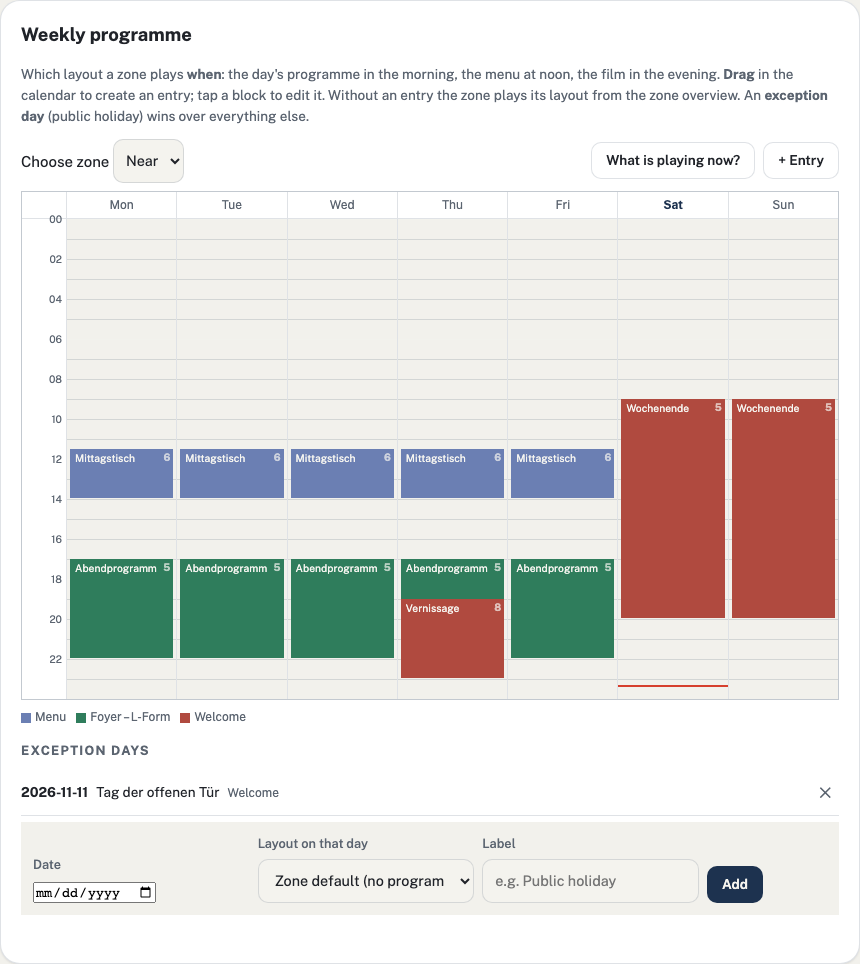 Weekly programme
Which layout a zone plays when: the day's programme in the morning, the menu at noon, the film in the evening. Drag in the
calendar to create an entry; tap a block to edit it. Without an entry the zone plays its layout from the zone overview. An exception
day (public holiday) wins over everything else.
Choose zone Near What is playing now? + Entry
Mon Tue Wed Thu Fri Sat Sun
00
02
04
06
08
Wochenende 5 Wochenende 5
10
12 Mittagstisch 6 Mittagstisch 6 Mittagstisch 6 Mittagstisch 6 Mittagstisch 6
14
16
Abendprogramm 5 Abendprogramm 5 Abendprogramm 5 Abendprogramm 5 Abendprogramm 5
18
Vernissage 8
20
22
Menu Foyer–L-Form Welcome
EXCEPTION DAYS
2026-11-11 Tag der offenen Tür Welcome
Date Layout on that day Label
mm/dd/yyyy Zone default (no program e.g. Public holiday Add